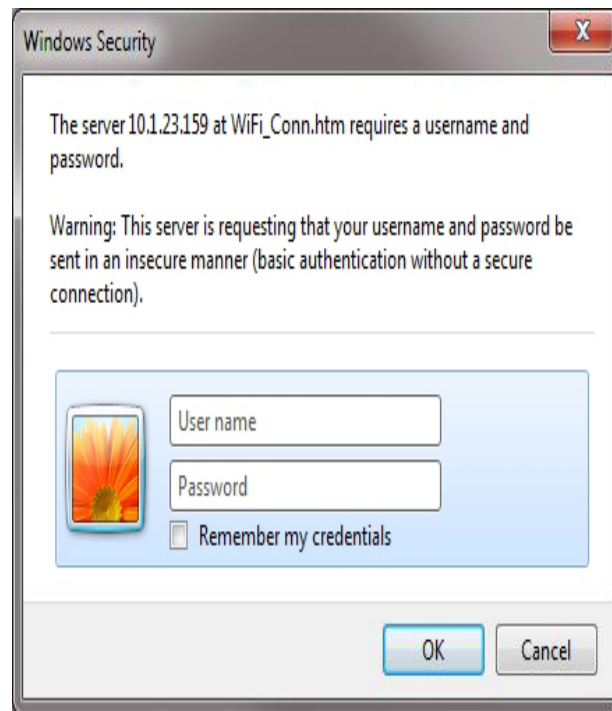 Windows Security
X
The server 10.1.23.159 at WiFi_Conn.htm requires a username and
password.
Warning: This server is requesting that your username and password be
sent in an insecure manner (basic authentication without a secure
connection).
User name
Password
Remember my credentials
OK
Cancel